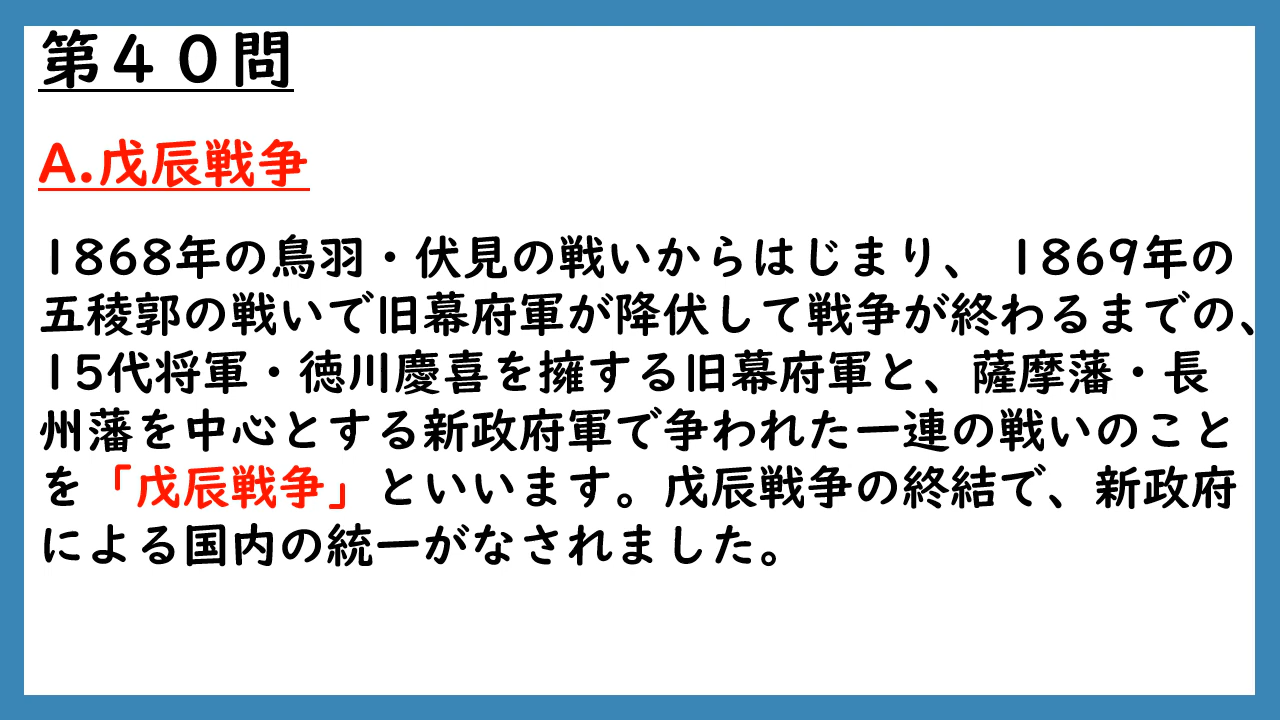 第４０問
A.戊辰戦争
1868年の鳥羽・伏見の戦いからはじまり、 1869年の
五稜郭の戦いで旧幕府軍が降伏して戦争が終わるまでの、
15代将軍・徳川慶喜を擁する旧幕府軍と、薩摩藩・長
州藩を中心とする新政府軍で争われた一連の戦いのこと
を「戊辰戦争」といいます。戊辰戦争の終結で、新政府
による国内の統一がなされました。